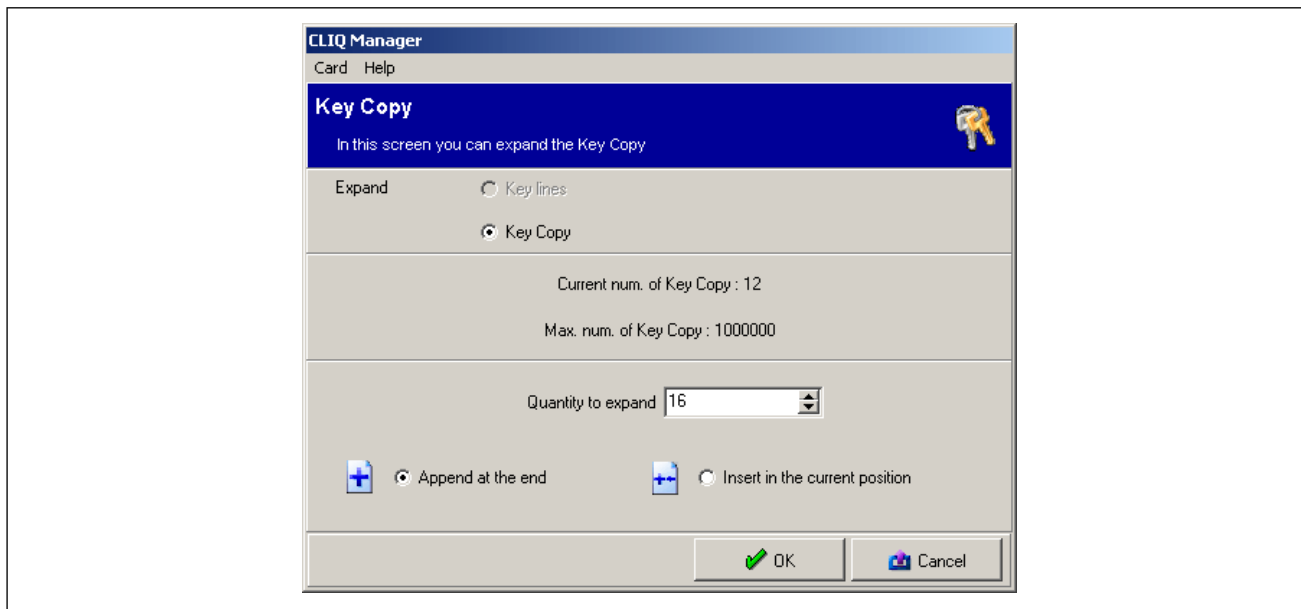 CLIQ Manager
Card Help
Key Copy
In this screen you can expand the Key Copy
Expand Key lines
Key Copy
Current num. of Key Copy : 12
Max. num. of Key Copy : 1000000
Quantity to expand 16
Append at the end Insert in the current position
OK Cancel